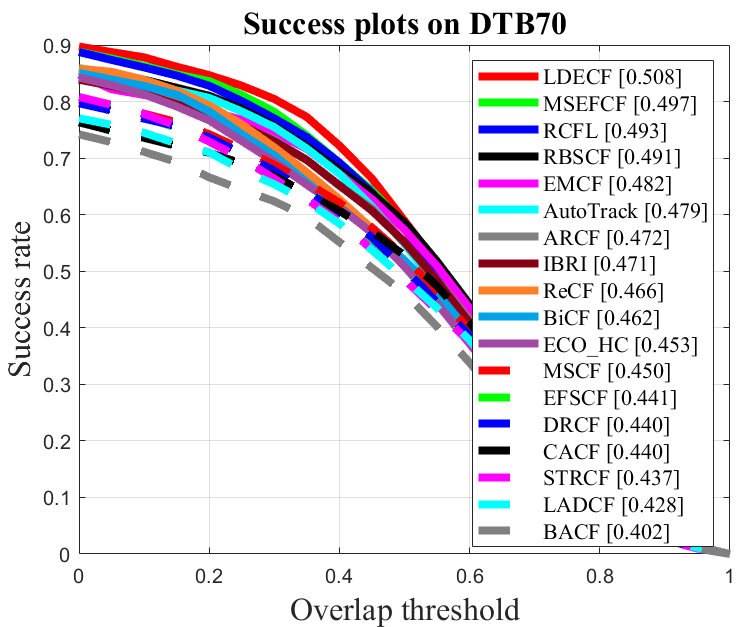 Success plots on DTB70
0.9
0.8
0.7
0.6
0.5
0.4
0.3
0.2
0.1
0
Success rate
LDECF [0.508]
MSEFCF [0.497]
RCFL [0.493]
RBSCF [0.491]
EMCF [0.482]
AutoTrack [0.479]
ARCF [0.472]
IBRI [0.471]
ReCF [0.466]
BiCF [0.462]
ECO_HC [0.453]
MSCF [0.450]
EFSCF [0.441]
DRCF [0.440]
CACF [0.440]
STRCF [0.437]
LADCF [0.428]
BACF [0.402]
0 0.2 0.4 0.6 0.8 1
Overlap threshold